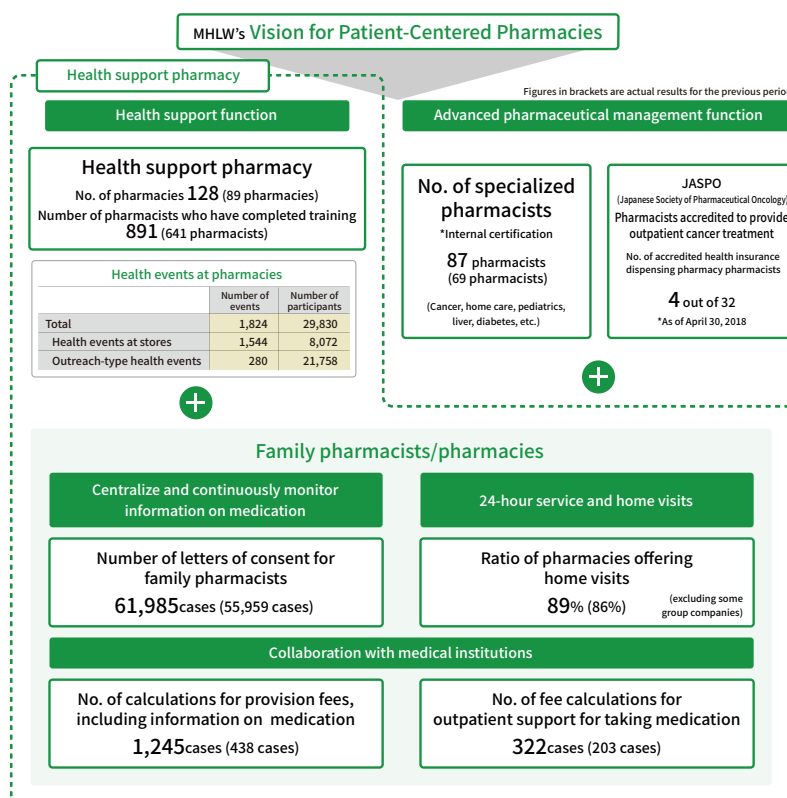 MHLW's Vision for Patient-Centered Pharmacies
Health support pharmacy
Figures in brackets are actual results for the previous
Health support function
Advanced pharmaceutical management function
Health support pharmacy
No. of pharmacies 128 (89 pharmacies)
Number of pharmacists who have completed training
891 (641 pharmacists)
Health events at pharmacies
Number of events
Number of participants
Total 1,824 29,830
Health events at stores 1,544 8,072
Outreach-type health events 280 21,758
No. of specialized
pharmacists
*Internal certification
87 pharmacists
(69 pharmacists)
(Cancer, home care, pediatrics,
liver, diabetes, etc.)
JASPO
(Japanese Society of Pharmaceutical Oncology)
Pharmacists accredited to provide
outpatient cancer treatment
No. of accredited health insurance
dispensing pharmacy pharmacists
4 out of 32
*As of April 30, 2018
Family pharmacists/pharmacies
Centralize and continuously monitor
information on medication
24-hour service and home visits
Number of letters of consent for
family pharmacists
61,985cases (55,959 cases)
Ratio of pharmacies offering
home visits
89% (86%)
(excluding some
group companies)
Collaboration with medical institutions
No. of calculations for provision fees,
including information on medication
1,245cases (438 cases)
No. of fee calculations for
outpatient support for taking medication
322cases (203 cases)